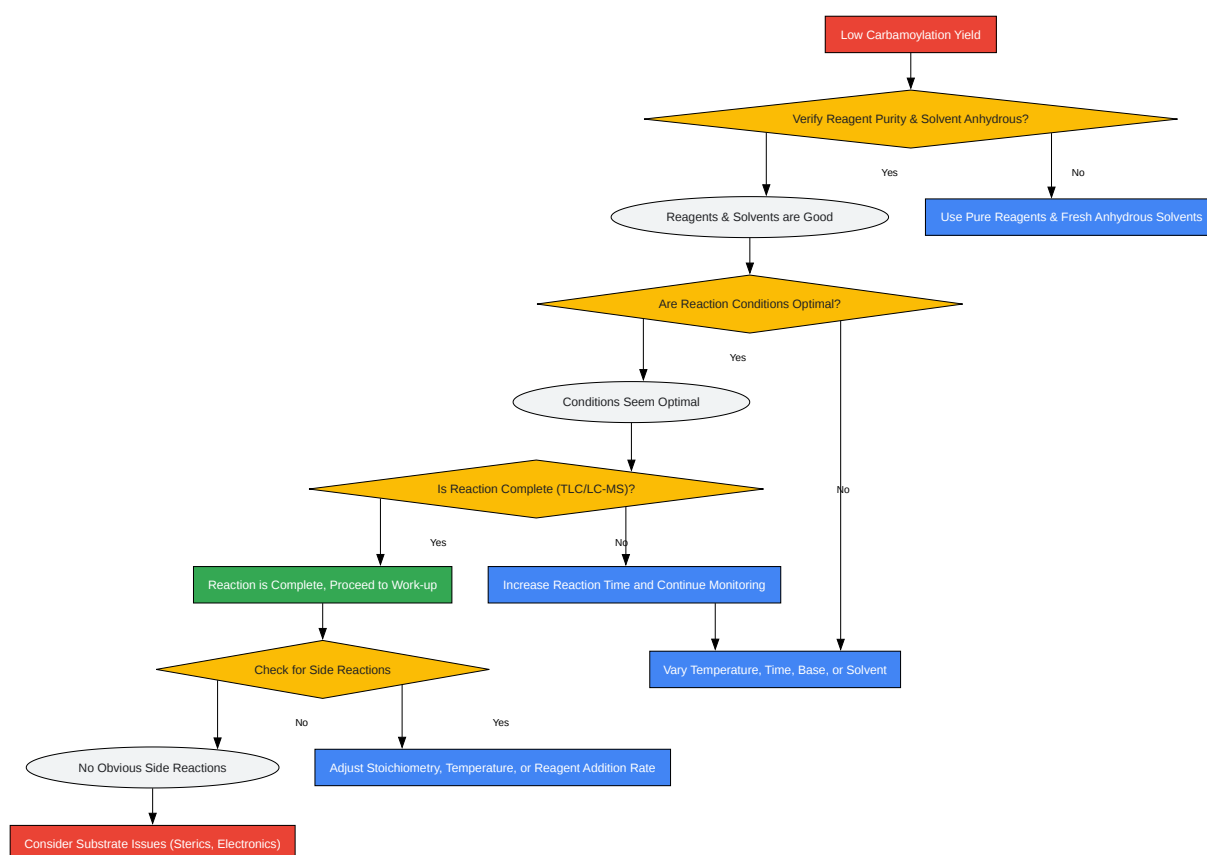 Low Carbamoylation Yield
Verify Reagent Purity & Solvent Anhydrous?
Yes
No
Reagents & Solvents are Good
Use Pure Reagents & Fresh Anhydrous Solvents
Are Reaction Conditions Optimal?
Yes
Conditions Seem Optimal
Is Reaction Complete (TLC/LC-MS)?
No
Yes
No
Reaction is Complete, Proceed to Work-up
Increase Reaction Time and Continue Monitoring
Check for Side Reactions
Vary Temperature, Time, Base, or Solvent
No
Yes
No Obvious Side Reactions
Adjust Stoichiometry, Temperature, or Reagent Addition Rate
Consider Substrate Issues (Sterics, Electronics)